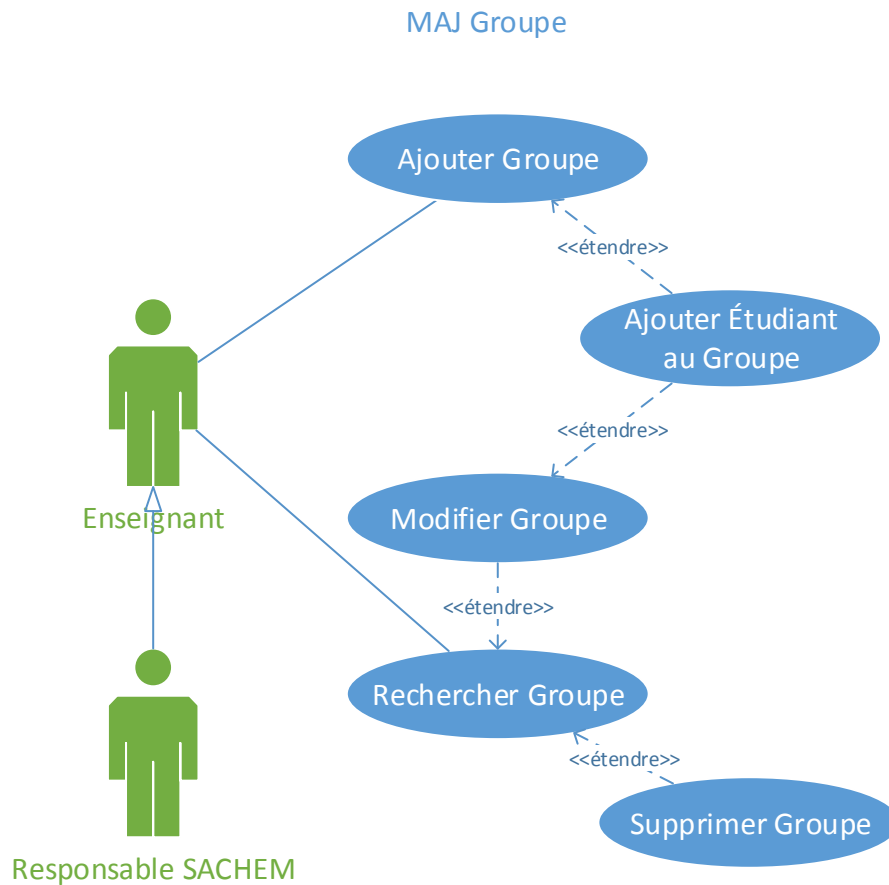 MAJ Groupe
Ajouter Groupe
<<étendre>>
Ajouter Étudiant
au Groupe
<<étendre>>
Modifier Groupe
Enseignant
<<étendre>>
Rechercher Groupe
<<étendre>>
Supprimer Groupe
Responsable SACHEM